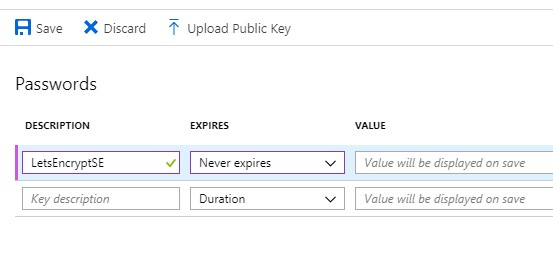 Save Discard Upload Public Key
Passwords
DESCRIPTION EXPIRES VALUE
LetsEncryptSE Never expires Value will be displayed on save
Key description Duration Value will be displayed on save